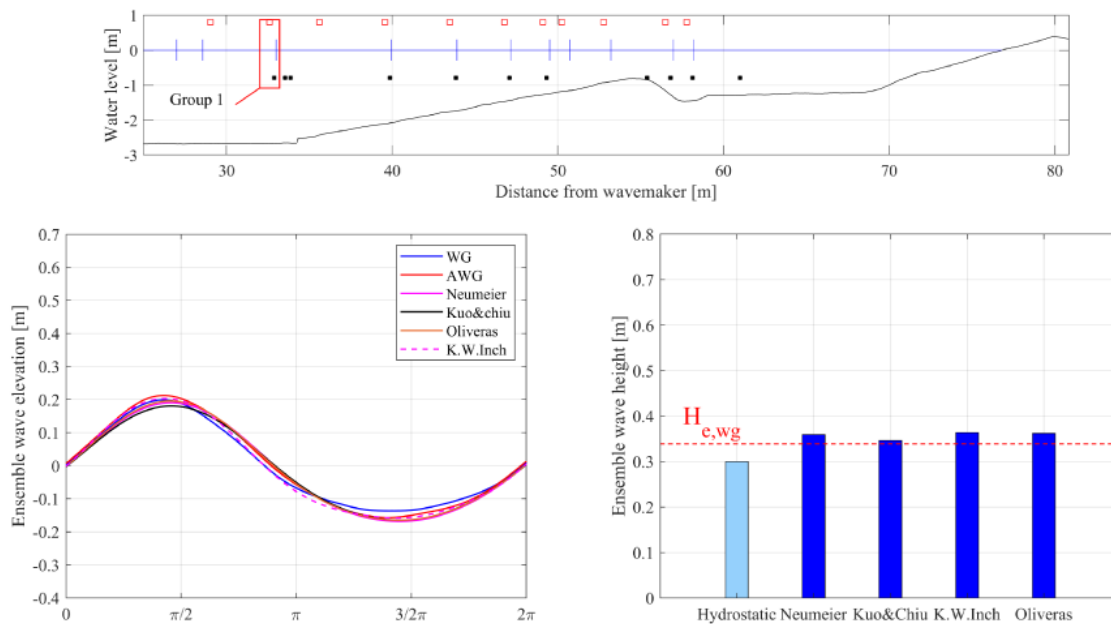 1
0
-1
-2
-3
Water level [m]
Group 1
30
40
50
60
70
80
Distance from wavemaker [m]
0.7
0.6
0.5
0.4
0.3
0.2
0.1
0
-0.1
-0.2
-0.3
-0.4
Ensemble wave elevation [m]
WG
AWG
Neumeier
Kuo&chiu
Oliveras
K.W.Inch
0
π/2
π
3/2π
2π
0.8
0.7
0.6
0.5
0.4
0.3
0.2
0.1
0
Ensemble wave height [m]
He,wg
Hydrostatic Neumeier Kuo&Chiu K.W.Inch Oliveras